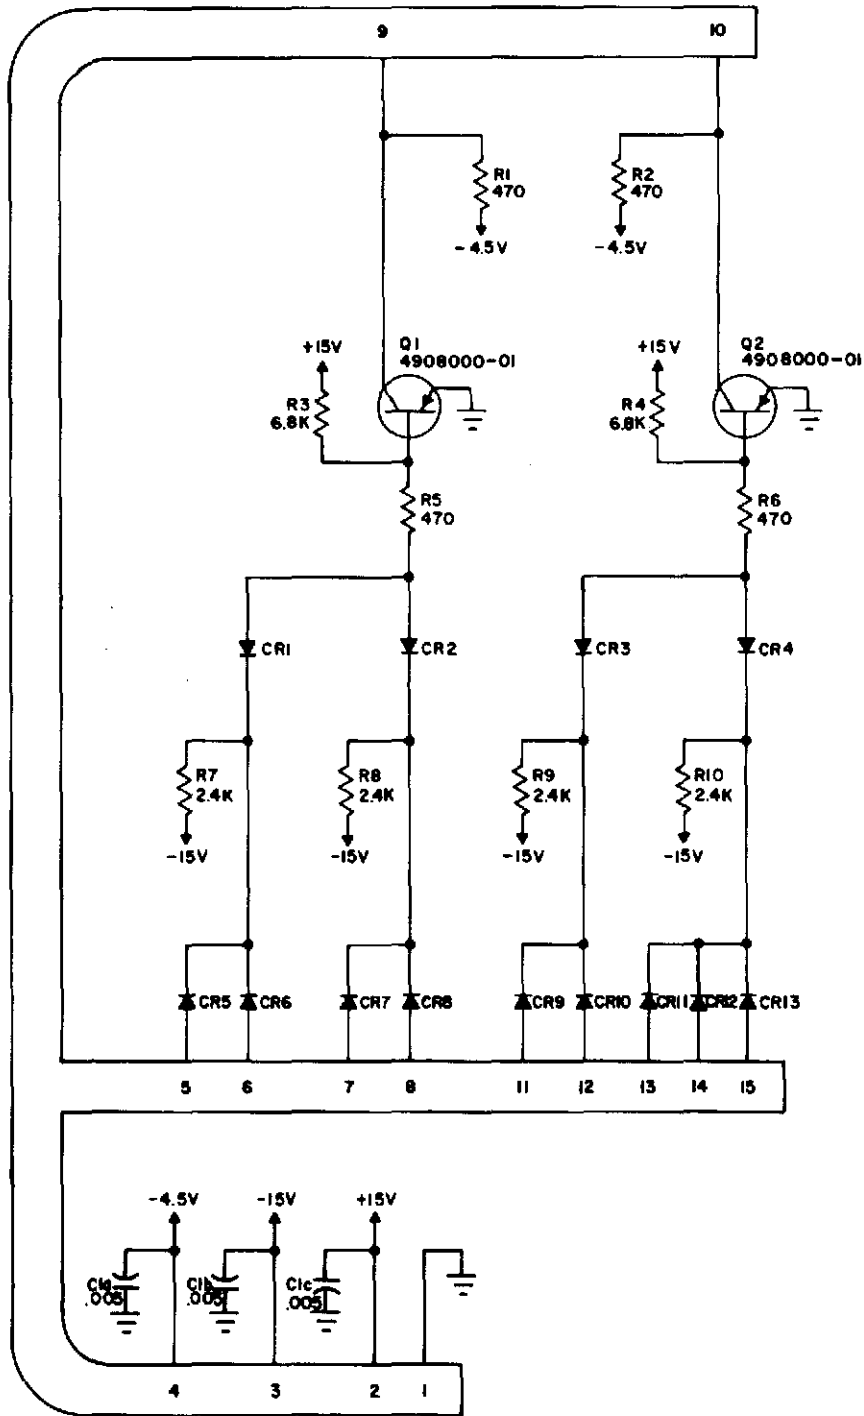 9 10
R1 470
-4.5V
R2 470
-4.5V
+15V
R3 6.8K
Q1
4908000-01
+15V
R4 6.8K
Q2
4908000-01
R5 470
R6 470
CR1 CR2 CR3 CR4
R7 2.4K
-15V
R8 2.4K
-15V
R9 2.4K
-15V
R10 2.4K
-15V
CR5 CR6 CR7 CR8 CR9 CR10 CR11 CR12 CR13
5 6 7 8 11 12 13 14 15
-4.5V -15V +15V
C1a .005
C1b .005
C1c .005
4 3 2 1